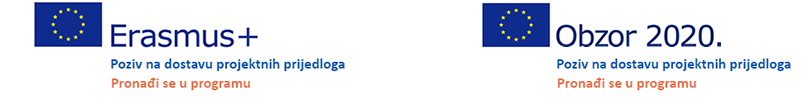 Erasmus+
Poziv na dostavu projektnih prijedloga
Pronađi se u programu
Obzor 2020.
Poziv na dostavu projektnih prijedloga
Pronađi se u programu